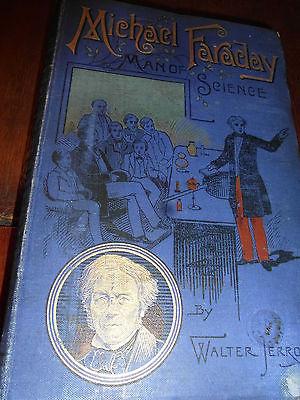 Michael Faraday
MAN OF
SCIENCE
By
WALTER JERRO